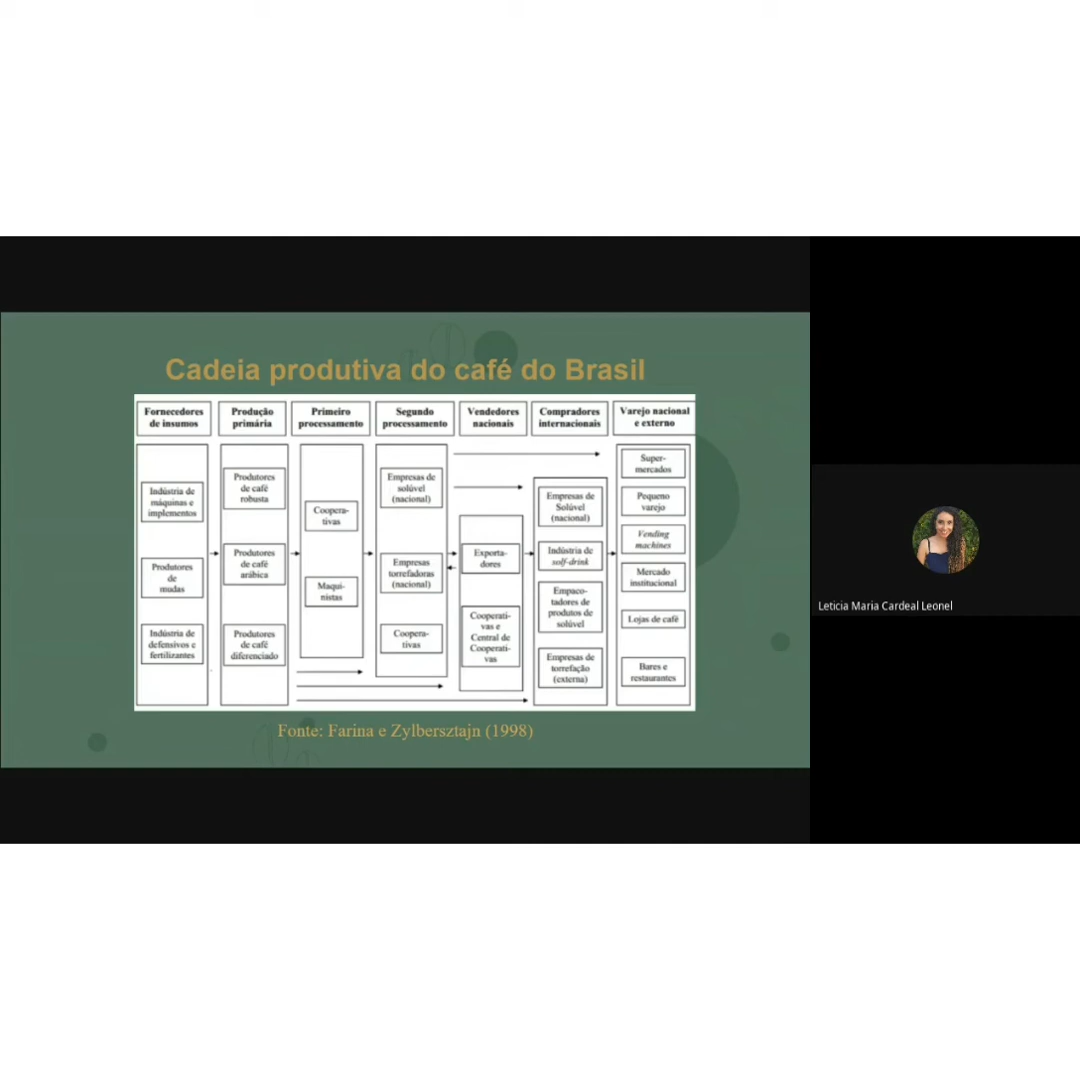 Cadeia produtiva do café do Brasil
Fornecedores
de insumos
Produção
primária
Primeiro
processamento
Segundo
processamento
Vendedores
nacionais
Compradores
internacionais
Varejo nacional
e externo
Indústria de
máquinas e
implementos
Produtores
de
mudas
Indústria de
defensivos e
fertilizantes
Produtores
de café
robusta
Produtores
de café
arábica
Produtores
de café
diferenciado
Coopera-
tivas
Maqui-
nistas
Empresas de
solúvel
(nacional)
Empresas
torrefadoras
(nacional)
Coopera-
tivas
Exporta-
dores
Cooperati-
vas e
Central de
Cooperati-
vas
Empresas de
Solúvel
(nacional)
Indústria de
solf-drink
Empaco-
tadores de
produtos de
solúvel
Empresas de
torrefação
(externa)
Super-
mercados
Pequeno
varejo
Vending
machines
Mercado
institucional
Lojas de café
Bares e
restaurantes
Fonte: Farina e Zylbersztajn (1998)
Leticia Maria Cardeal Leonel